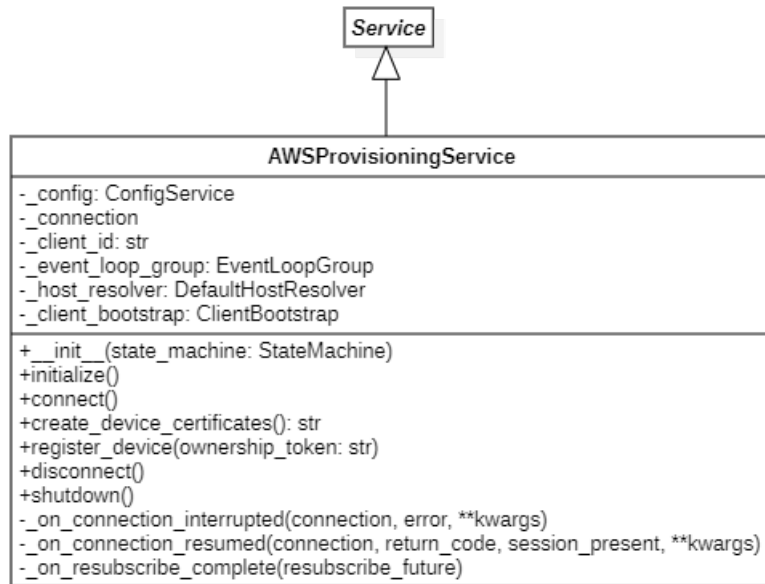 Service
AWSProvisioningService
-_config: ConfigService
-_connection
-_client_id: str
-_event_loop_group: EventLoopGroup
-_host_resolver: DefaultHostResolver
-_client_bootstrap: ClientBootstrap
+__init__(state_machine: StateMachine)
+initialize()
+connect()
+create_device_certificates(): str
+register_device(ownership_token: str)
+disconnect()
+shutdown()
-_on_connection_interrupted(connection, error, **kwargs)
-_on_connection_resumed(connection, return_code, session_present, **kwargs)
-_on_resubscribe_complete(resubscribe_future)